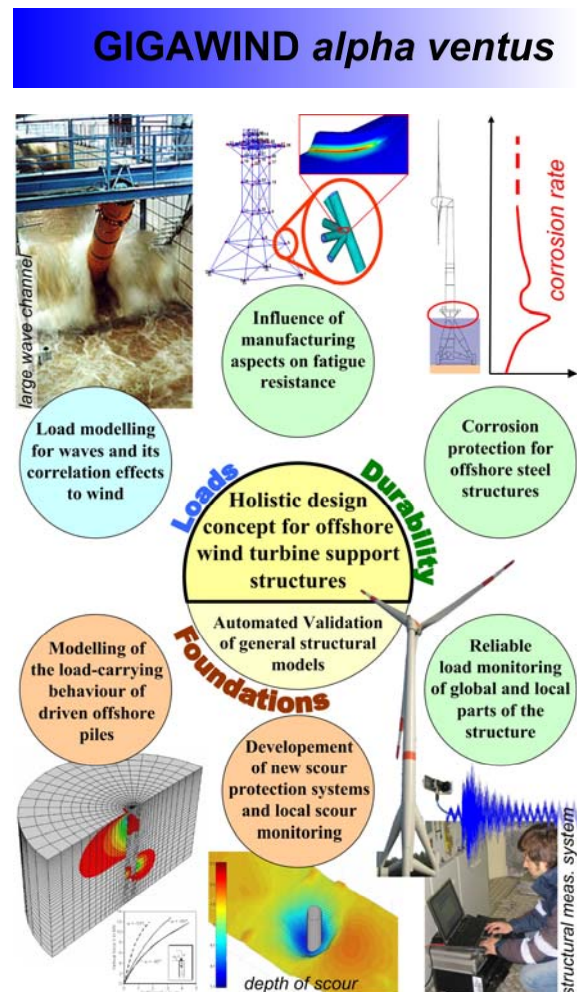 GIGAWIND alpha ventus
large wave channel
corrosion rate
Influence of
manufacturing
aspects on fatigue
resistance
Load modelling
for waves and its
correlation effects
to wind
Corrosion
protection for
offshore steel
structures
Loads
Durability
Holistic design
concept for offshore
wind turbine support
structures
Automated Validation
of general structural
models
Foundations
Modelling of
the load-carrying
behaviour of
driven offshore
piles
Reliable
load monitoring
of global and local
parts of the
structure
Developement
of new scour
protection systems
and local scour
monitoring
depth of scour
structural meas. system